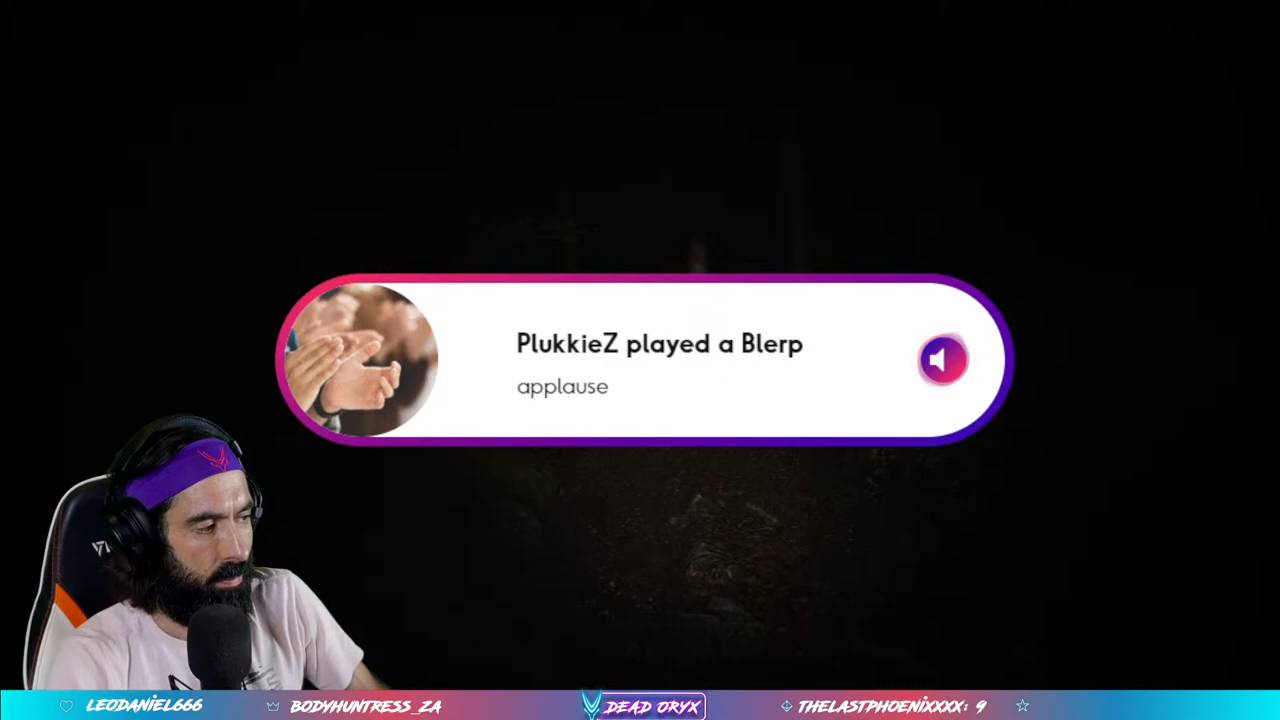 PlukkieZ played a Blerp
applause
LEODANIEL666
BODYHUNTRESS_ZA
DEAD ORYX
THELASTPHOENIXXXX: 9